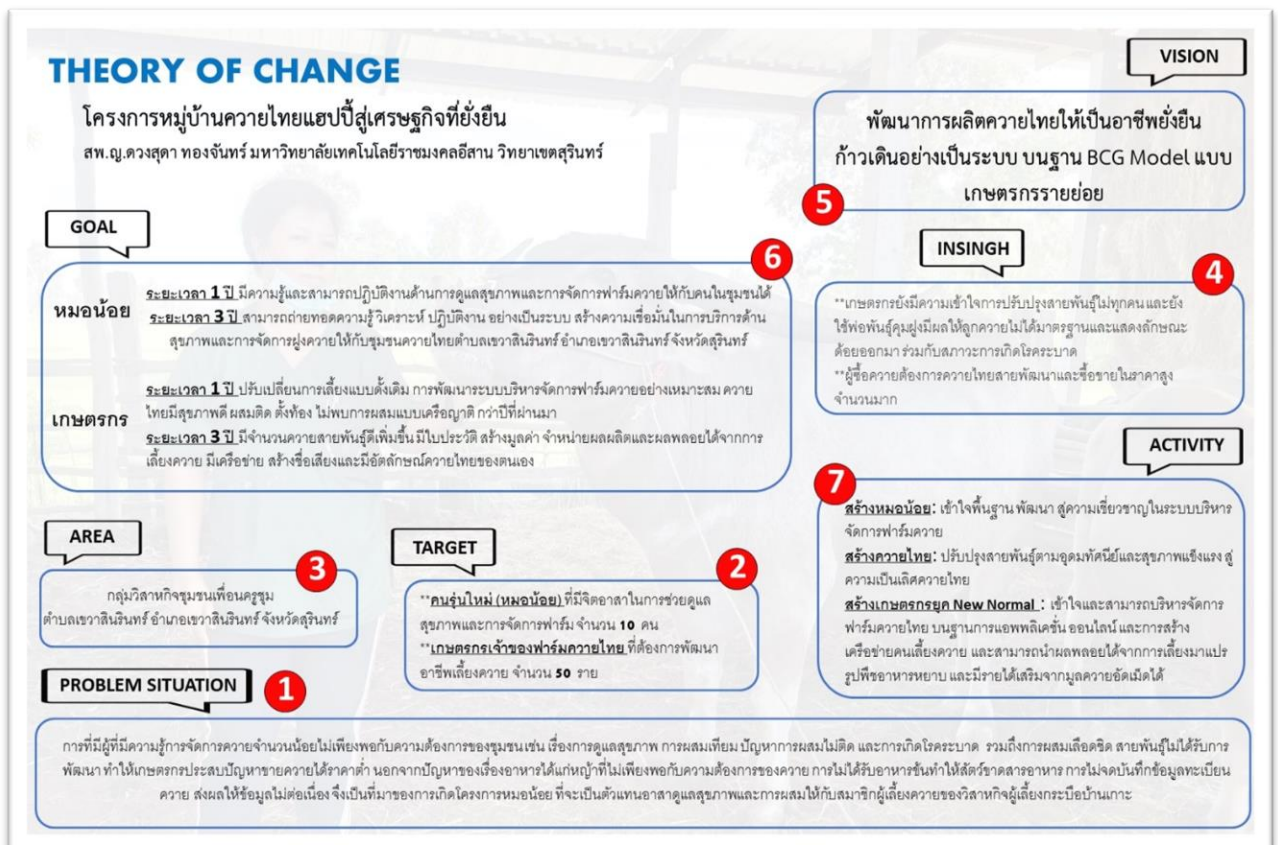 THEORY OF CHANGE
โครงการหมู่บ้านควายไทยแฮปปี้สู่เศรษฐกิจที่ยั่งยืน
สพ.ญ.ดวงสุดา ทองจันทร์ มหาวิทยาลัยเทคโนโลยีราชมงคลอีสาน วิทยาเขตสุรินทร์
VISION
พัฒนาการผลิตควายไทยให้เป็นอาชีพยั่งยืน
ก้าวเดินอย่างเป็นระบบ บนฐาน BCG Model แบบ
เกษตรกรรายย่อย
5
GOAL
6
หมอน้อย
ระยะเวลา 1 ปี มีความรู้และสามารถปฏิบัติงานด้านการดูแลสุขภาพและการจัดการฟาร์มควายให้กับคนในชุมชนได้
ระยะเวลา 3 ปี สามารถถ่ายทอดความรู้ วิเคราะห์ ปฏิบัติงาน อย่างเป็นระบบ สร้างความเชื่อมั่นในการบริการด้าน
สุขภาพและการจัดการฝูงควายให้กับชุมชนควายไทยตำบลเขวาสินรินทร์ อำเภอเขวาสินรินทร์ จังหวัดสุรินทร์
เกษตรกร
ระยะเวลา 1 ปี ปรับเปลี่ยนการเลี้ยงแบบดั้งเดิม การพัฒนาระบบบริหารจัดการฟาร์มควายอย่างเหมาะสม ควาย
ไทยมีสุขภาพดี ผสมติด ตั้งท้อง ไม่พบการผสมแบบเครือญาติ กว่าปีที่ผ่านมา
ระยะเวลา 3 ปี มีจำนวนควายสายพันธุ์ดีเพิ่มขึ้น มีใบประวัติ สร้างมูลค่า จำหน่ายผลผลิตและผลพลอยได้จากการ
เลี้ยงควาย มีเครือข่าย สร้างชื่อเสียงและมีอัตลักษณ์ควายไทยของตนเอง
INSINGH
4
**เกษตรกรยังมีความเข้าใจการปรับปรุงสายพันธุ์ไม่ทุกคน และยัง
ใช้พ่อพันธุ์คุมฝูงมีผลให้ลูกควายไม่ได้มาตรฐานและแสดงลักษณะ
ด้อยออกมา ร่วมกับสภาวะการเกิดโรคระบาด
**ผู้ซื้อควายต้องการควายไทยสายพัฒนาและซื้อขายในราคาสูง
จำนวนมาก
ACTIVITY
7
สร้างหมอน้อย: เข้าใจพื้นฐาน พัฒนา สู่ความเชี่ยวชาญในระบบบริหาร
จัดการฟาร์มควาย
สร้างควายไทย: ปรับปรุงสายพันธุ์ตามอุดมทัศนีย์และสุขภาพแข็งแรง สู่
ความเป็นเลิศควายไทย
สร้างเกษตรกรยุค New Normal : เข้าใจและสามารถบริหารจัดการ
ฟาร์มควายไทย บนฐานการแอพพลิเคชั่น ออนไลน์ และการสร้าง
เครือข่ายคนเลี้ยงควาย และสามารถนำผลพลอยได้จากการเลี้ยงมาแปร
รูปพืชอาหารหยาบ และมีรายได้เสริมจากมูลควายอัดเม็ดได้
AREA
3
กลุ่มวิสาหกิจชุมชนเพื่อนครูชุม
ตำบลเขวาสินรินทร์ อำเภอเขวาสินรินทร์ จังหวัดสุรินทร์
TARGET
2
**คนรุ่นใหม่ (หมอน้อย) ที่มีจิตอาสาในการช่วยดูแล
สุขภาพและการจัดการฟาร์ม จำนวน 10 คน
**เกษตรกรเจ้าของฟาร์มควายไทย ที่ต้องการพัฒนา
อาชีพเลี้ยงควาย จำนวน 50 ราย
PROBLEM SITUATION
1
การที่มีผู้ที่มีความรู้การจัดการควายจำนวนน้อยไม่เพียงพอกับความต้องการของชุมชน เช่น เรื่องการดูแลสุขภาพ การผสมเทียม ปัญหาการผสมไม่ติด และการเกิดโรคระบาด รวมถึงการผสมเลือดชิด สายพันธุ์ไม่ได้รับการ
พัฒนา ทำให้เกษตรกรประสบปัญหาขายควายได้ราคาต่ำ นอกจากปัญหาของเรื่องอาหารได้แก่หญ้าที่ไม่เพียงพอกับความต้องการของควาย การไม่ได้รับอาหารข้นทำให้สัตว์ขาดสารอาหาร การไม่จดบันทึกข้อมูลทะเบียน
ควาย ส่งผลให้ข้อมูลไม่ต่อเนื่อง จึงเป็นที่มาของการเกิดโครงการหมอน้อย ที่จะเป็นตัวแทนอาสาดูแลสุขภาพและการผสมให้กับสมาชิกผู้เลี้ยงควายของวิสาหกิจผู้เลี้ยงกระบือบ้านเกาะ